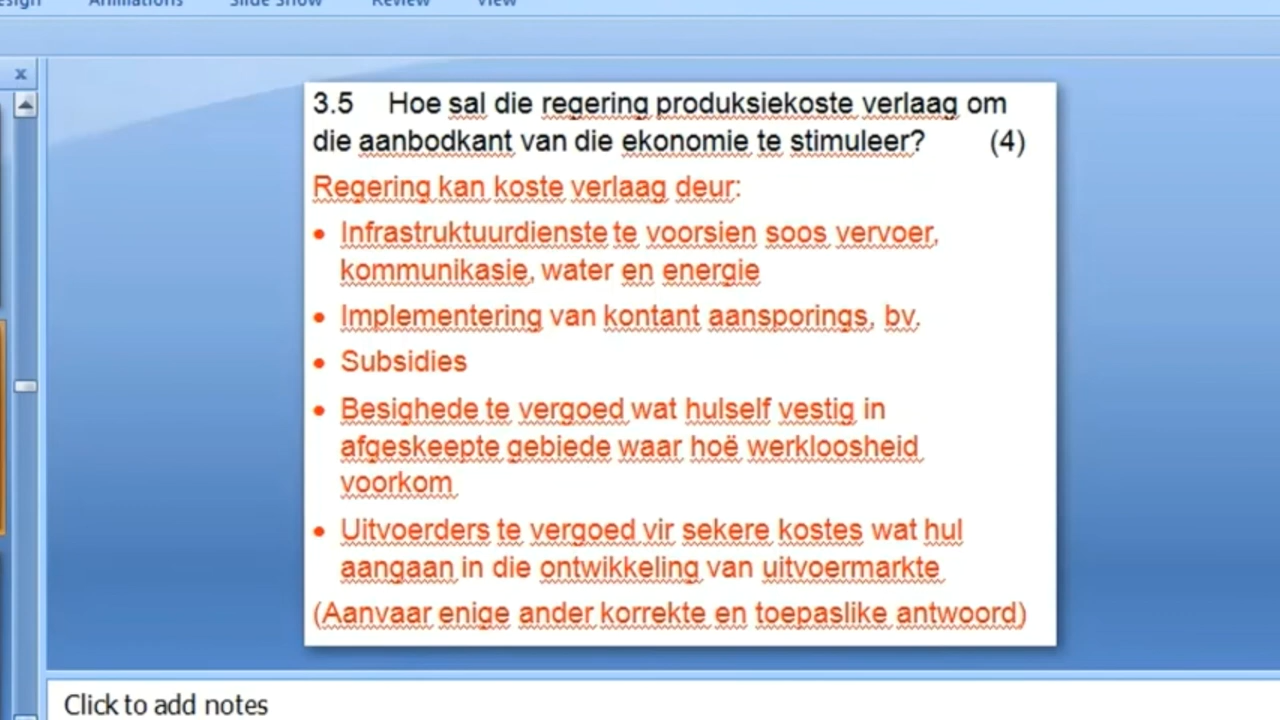 Animations Slide Show Review View
x
3.5 Hoe sal die regering produksiekoste verlaag om
die aanbodkant van die ekonomie te stimuleer? (4)
Regering kan koste verlaag deur:
• Infrastruktuurdienste te voorsien soos vervoer,
kommunikasie, water en energie
• Implementering van kontant aansporings, bv.
• Subsidies
• Besighede te vergoed wat hulself vestig in
afgeskeepte gebiede waar hoë werkloosheid
voorkom
• Uitvoerders te vergoed vir sekere kostes wat hul
aangaan in die ontwikkeling van uitvoermarkte
(Aanvaar enige ander korrekte en toepaslike antwoord)
Click to add notes